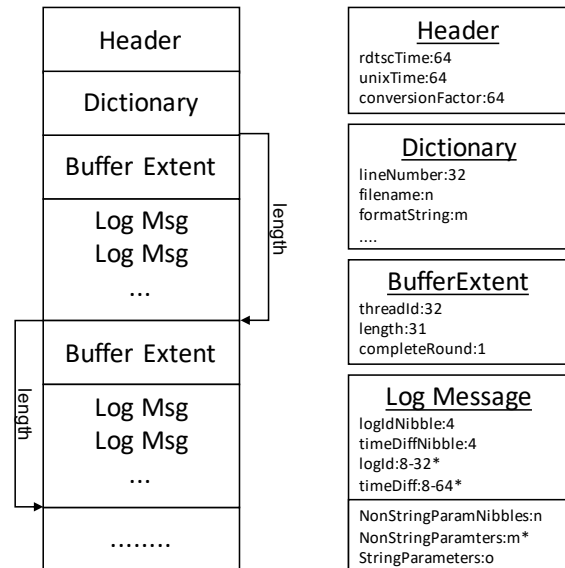 Header
Dictionary
Buffer Extent
Log Msg
Log Msg
...
length
Buffer Extent
Log Msg
Log Msg
...
length
........
Header
rdtscTime:64
unixTime:64
conversionFactor:64
Dictionary
lineNumber:32
filename:n
formatString:m
....
BufferExtent
threadId:32
length:31
completeRound:1
Log Message
logIdNibble:4
timeDiffNibble:4
logId:8-32*
timeDiff:8-64*
NonStringParamNibbles:n
NonStringParamters:m*
StringParameters:o